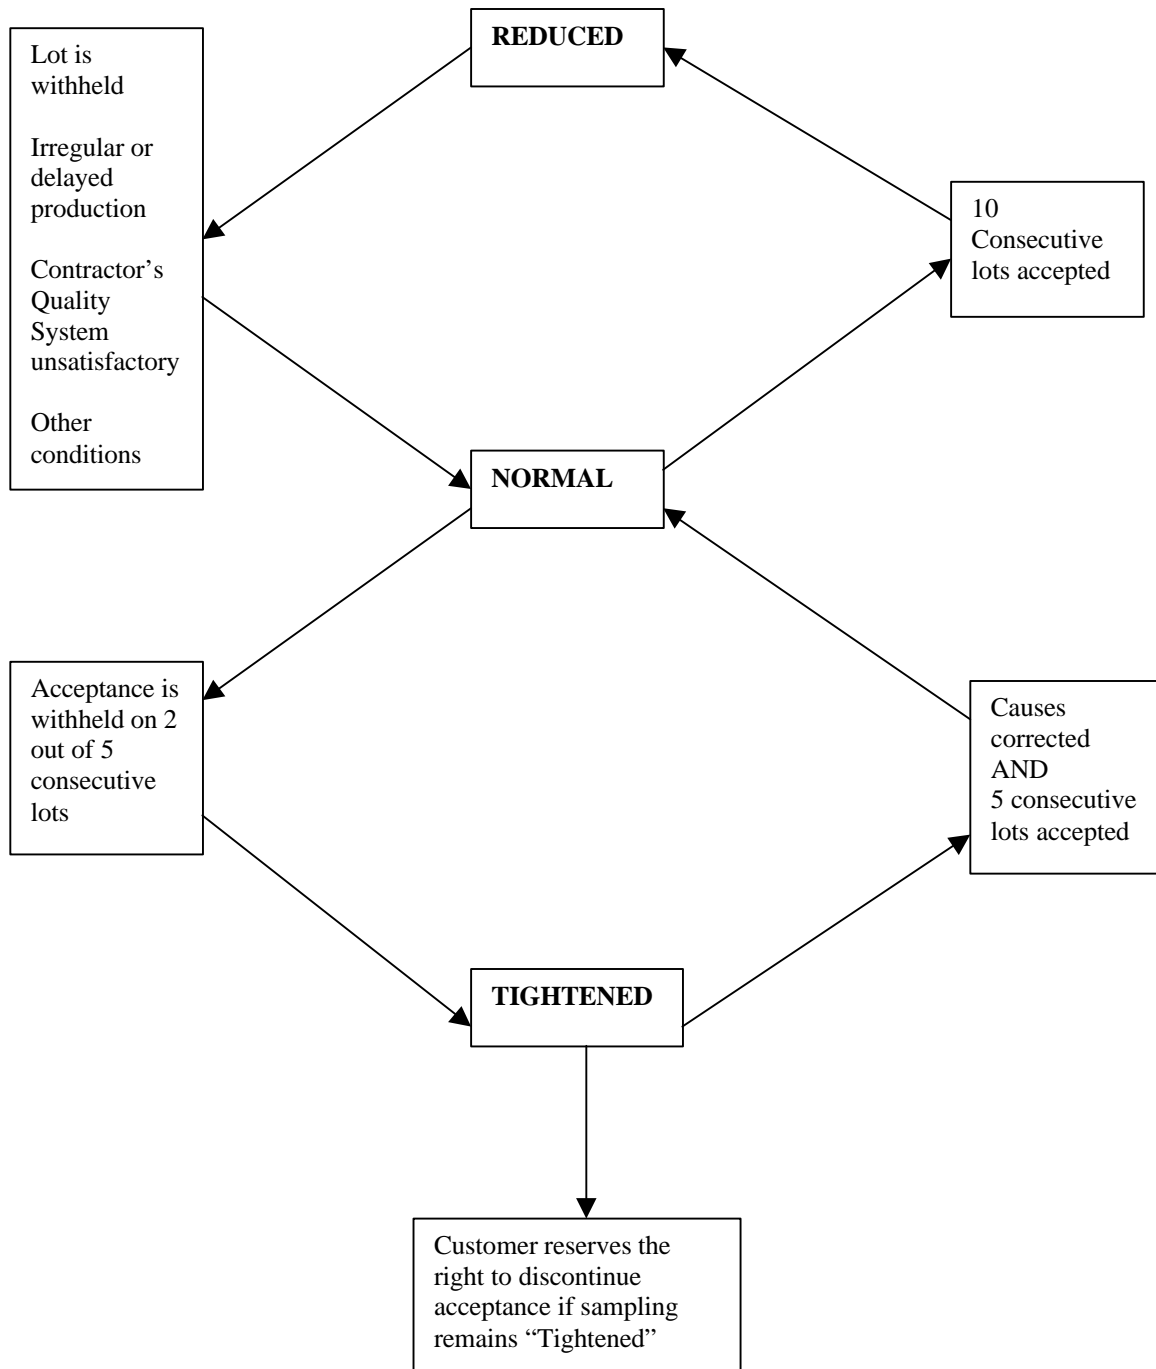 REDUCED
Lot is
withheld
Irregular or
delayed
production
Contractor’s
Quality
System
unsatisfactory
Other
conditions
10
Consecutive
lots accepted
NORMAL
Acceptance is
withheld on 2
out of 5
consecutive
lots
Causes
corrected
AND
5 consecutive
lots accepted
TIGHTENED
Customer reserves the
right to discontinue
acceptance if sampling
remains “Tightened”